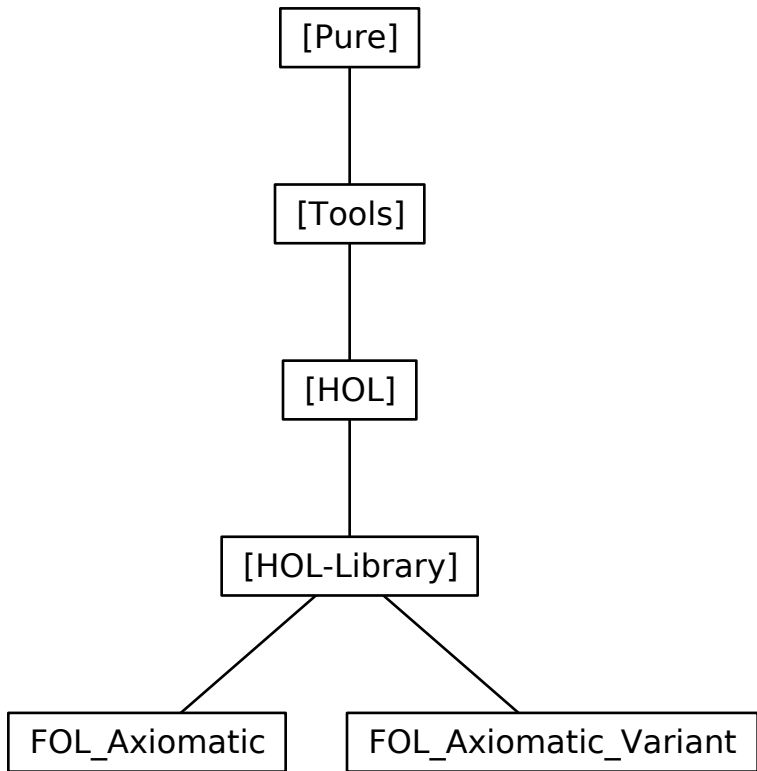 [Pure]
[Tools]
[HOL]
[HOL-Library]
FOL_Axiomatic
FOL_Axiomatic_Variant